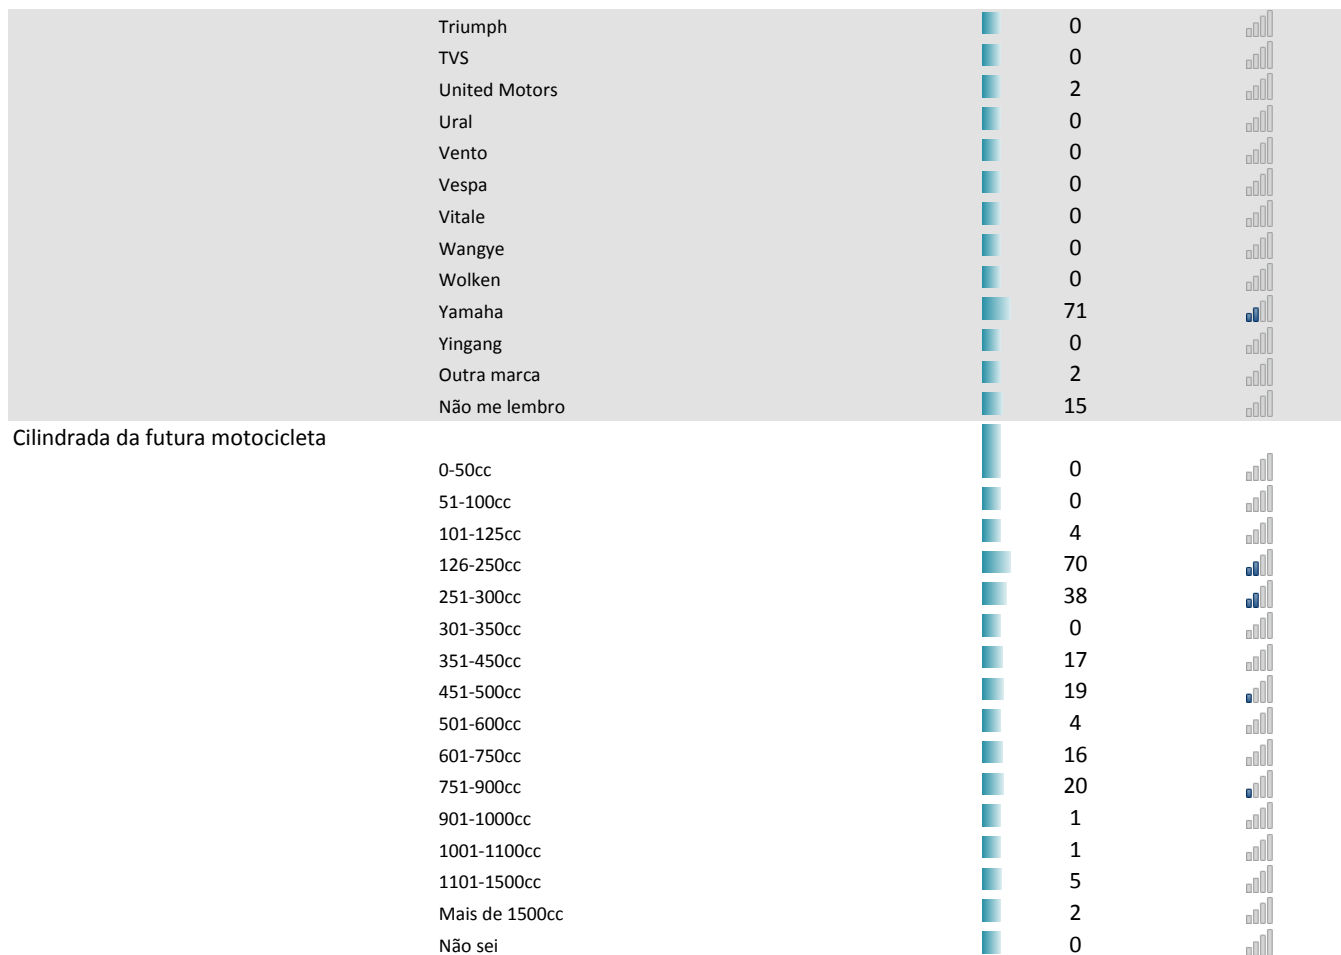 Triumph 0
TVS 0
United Motors 2
Ural 0
Vento 0
Vespa 0
Vitale 0
Wangye 0
Wolken 0
Yamaha 71
Yingang 0
Outra marca 2
Não me lembro 15
Cilindrada da futura motocicleta
0-50cc 0
51-100cc 0
101-125cc 4
126-250cc 70
251-300cc 38
301-350cc 0
351-450cc 17
451-500cc 19
501-600cc 4
601-750cc 16
751-900cc 20
901-1000cc 1
1001-1100cc 1
1101-1500cc 5
Mais de 1500cc 2
Não sei 0